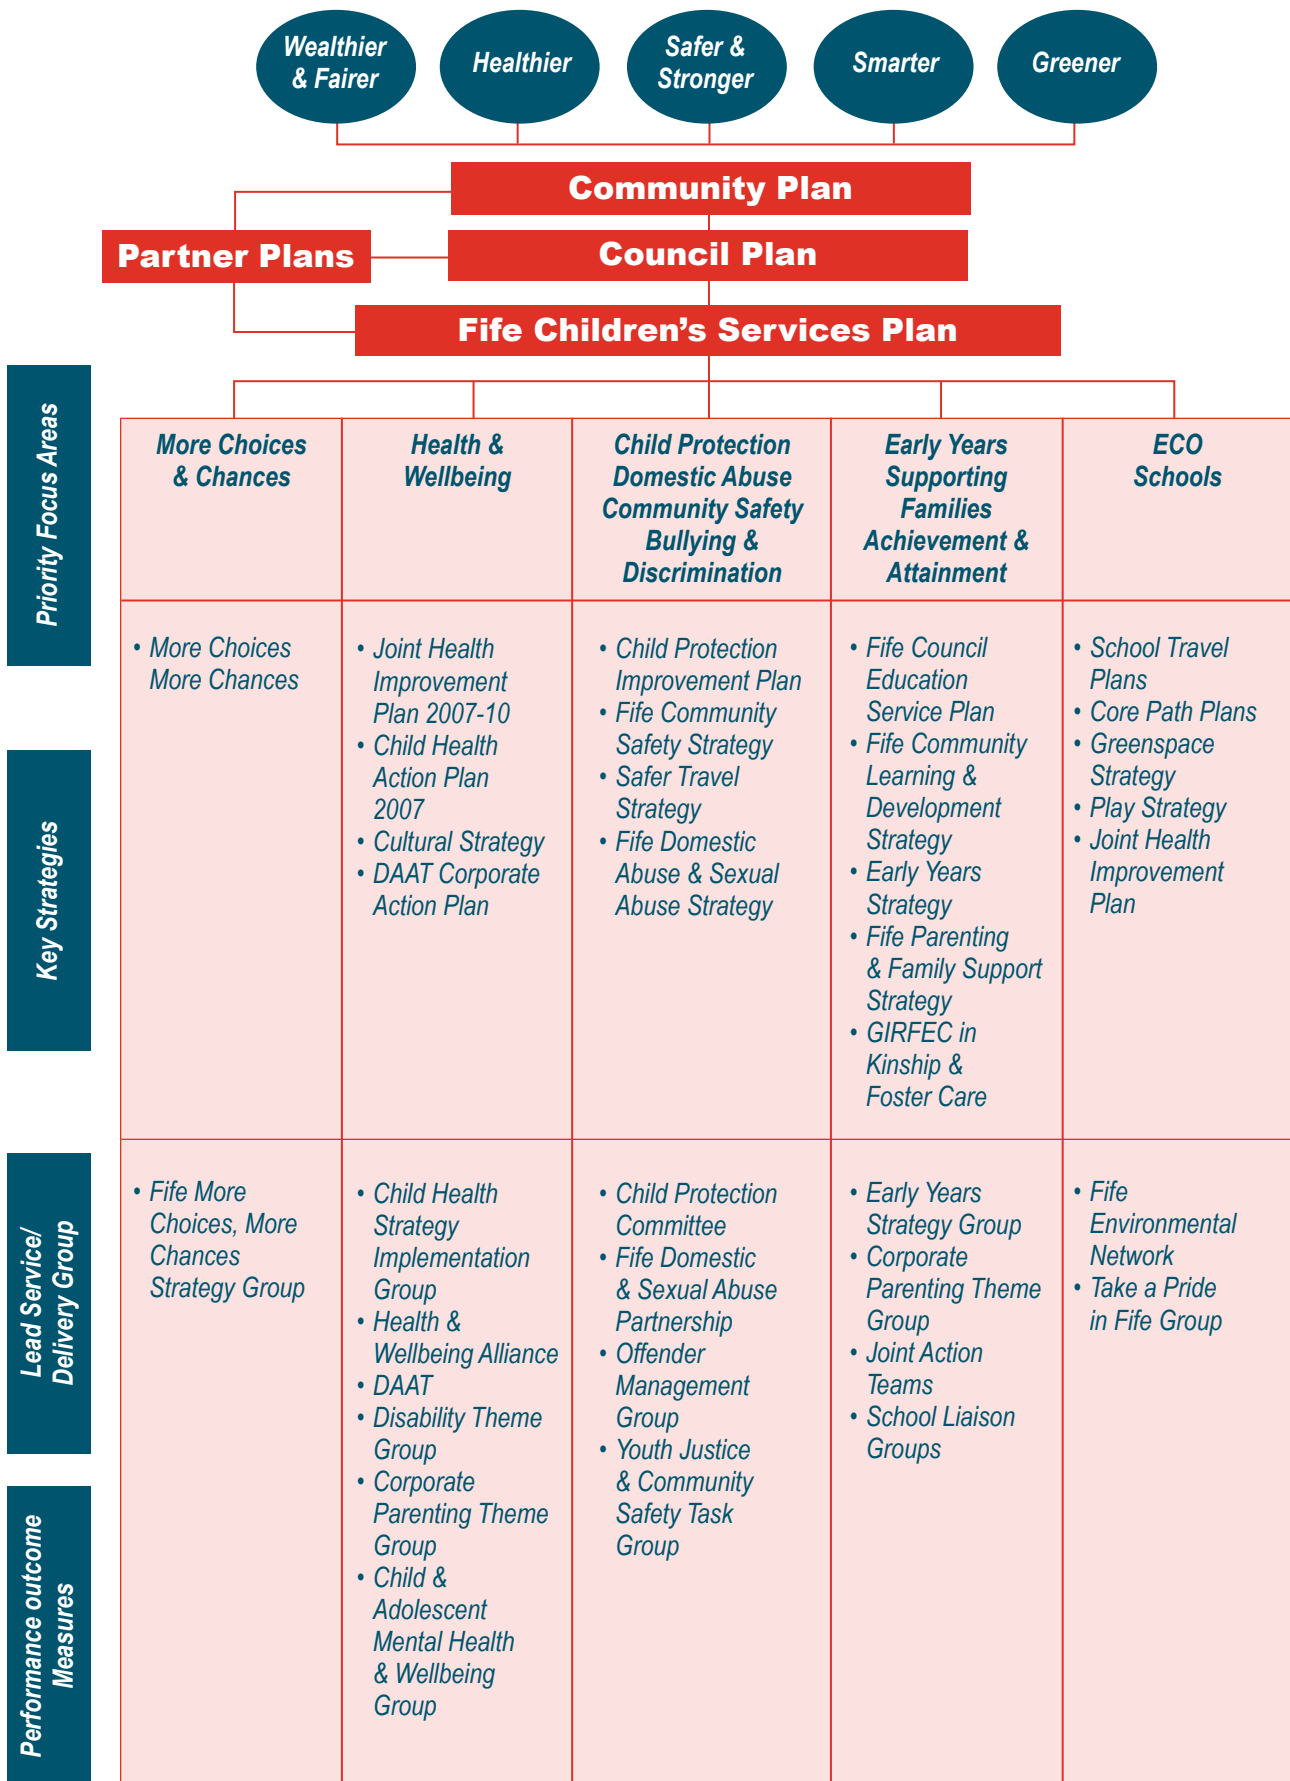 Wealthier
& Fairer
Healthier
Safer &
Stronger
Smarter
Greener
Community Plan
Partner Plans
Council Plan
Fife Children’s Services Plan
Priority Focus Areas
More Choices
& Chances
Health &
Wellbeing
Child Protection
Domestic Abuse
Community Safety
Bullying &
Discrimination
Early Years
Supporting
Families
Achievement &
Attainment
ECO
Schools
Key Strategies
• More Choices
More Chances
• Joint Health
Improvement
Plan 2007-10
• Child Health
Action Plan
2007
• Cultural Strategy
• DAAT Corporate
Action Plan
• Child Protection
Improvement Plan
• Fife Community
Safety Strategy
• Safer Travel
Strategy
• Fife Domestic
Abuse & Sexual
Abuse Strategy
• Fife Council
Education
Service Plan
• Fife Community
Learning &
Development
Strategy
• Early Years
Strategy
• Fife Parenting
& Family Support
Strategy
• GIRFEC in
Kinship &
Foster Care
• School Travel
Plans
• Core Path Plans
• Greenspace
Strategy
• Play Strategy
• Joint Health
Improvement
Plan
Lead Service/
Delivery Group
• Fife More
Choices, More
Chances
Strategy Group
• Child Health
Strategy
Implementation
Group
• Health &
Wellbeing Alliance
• DAAT
• Disability Theme
Group
• Corporate
Parenting Theme
Group
• Child &
Adolescent
Mental Health
& Wellbeing
Group
• Child Protection
Committee
• Fife Domestic
& Sexual Abuse
Partnership
• Offender
Management
Group
• Youth Justice
& Community
Safety Task
Group
• Early Years
Strategy Group
• Corporate
Parenting Theme
Group
• Joint Action
Teams
• School Liaison
Groups
• Fife
Environmental
Network
• Take a Pride
in Fife Group
Performance outcome
Measures